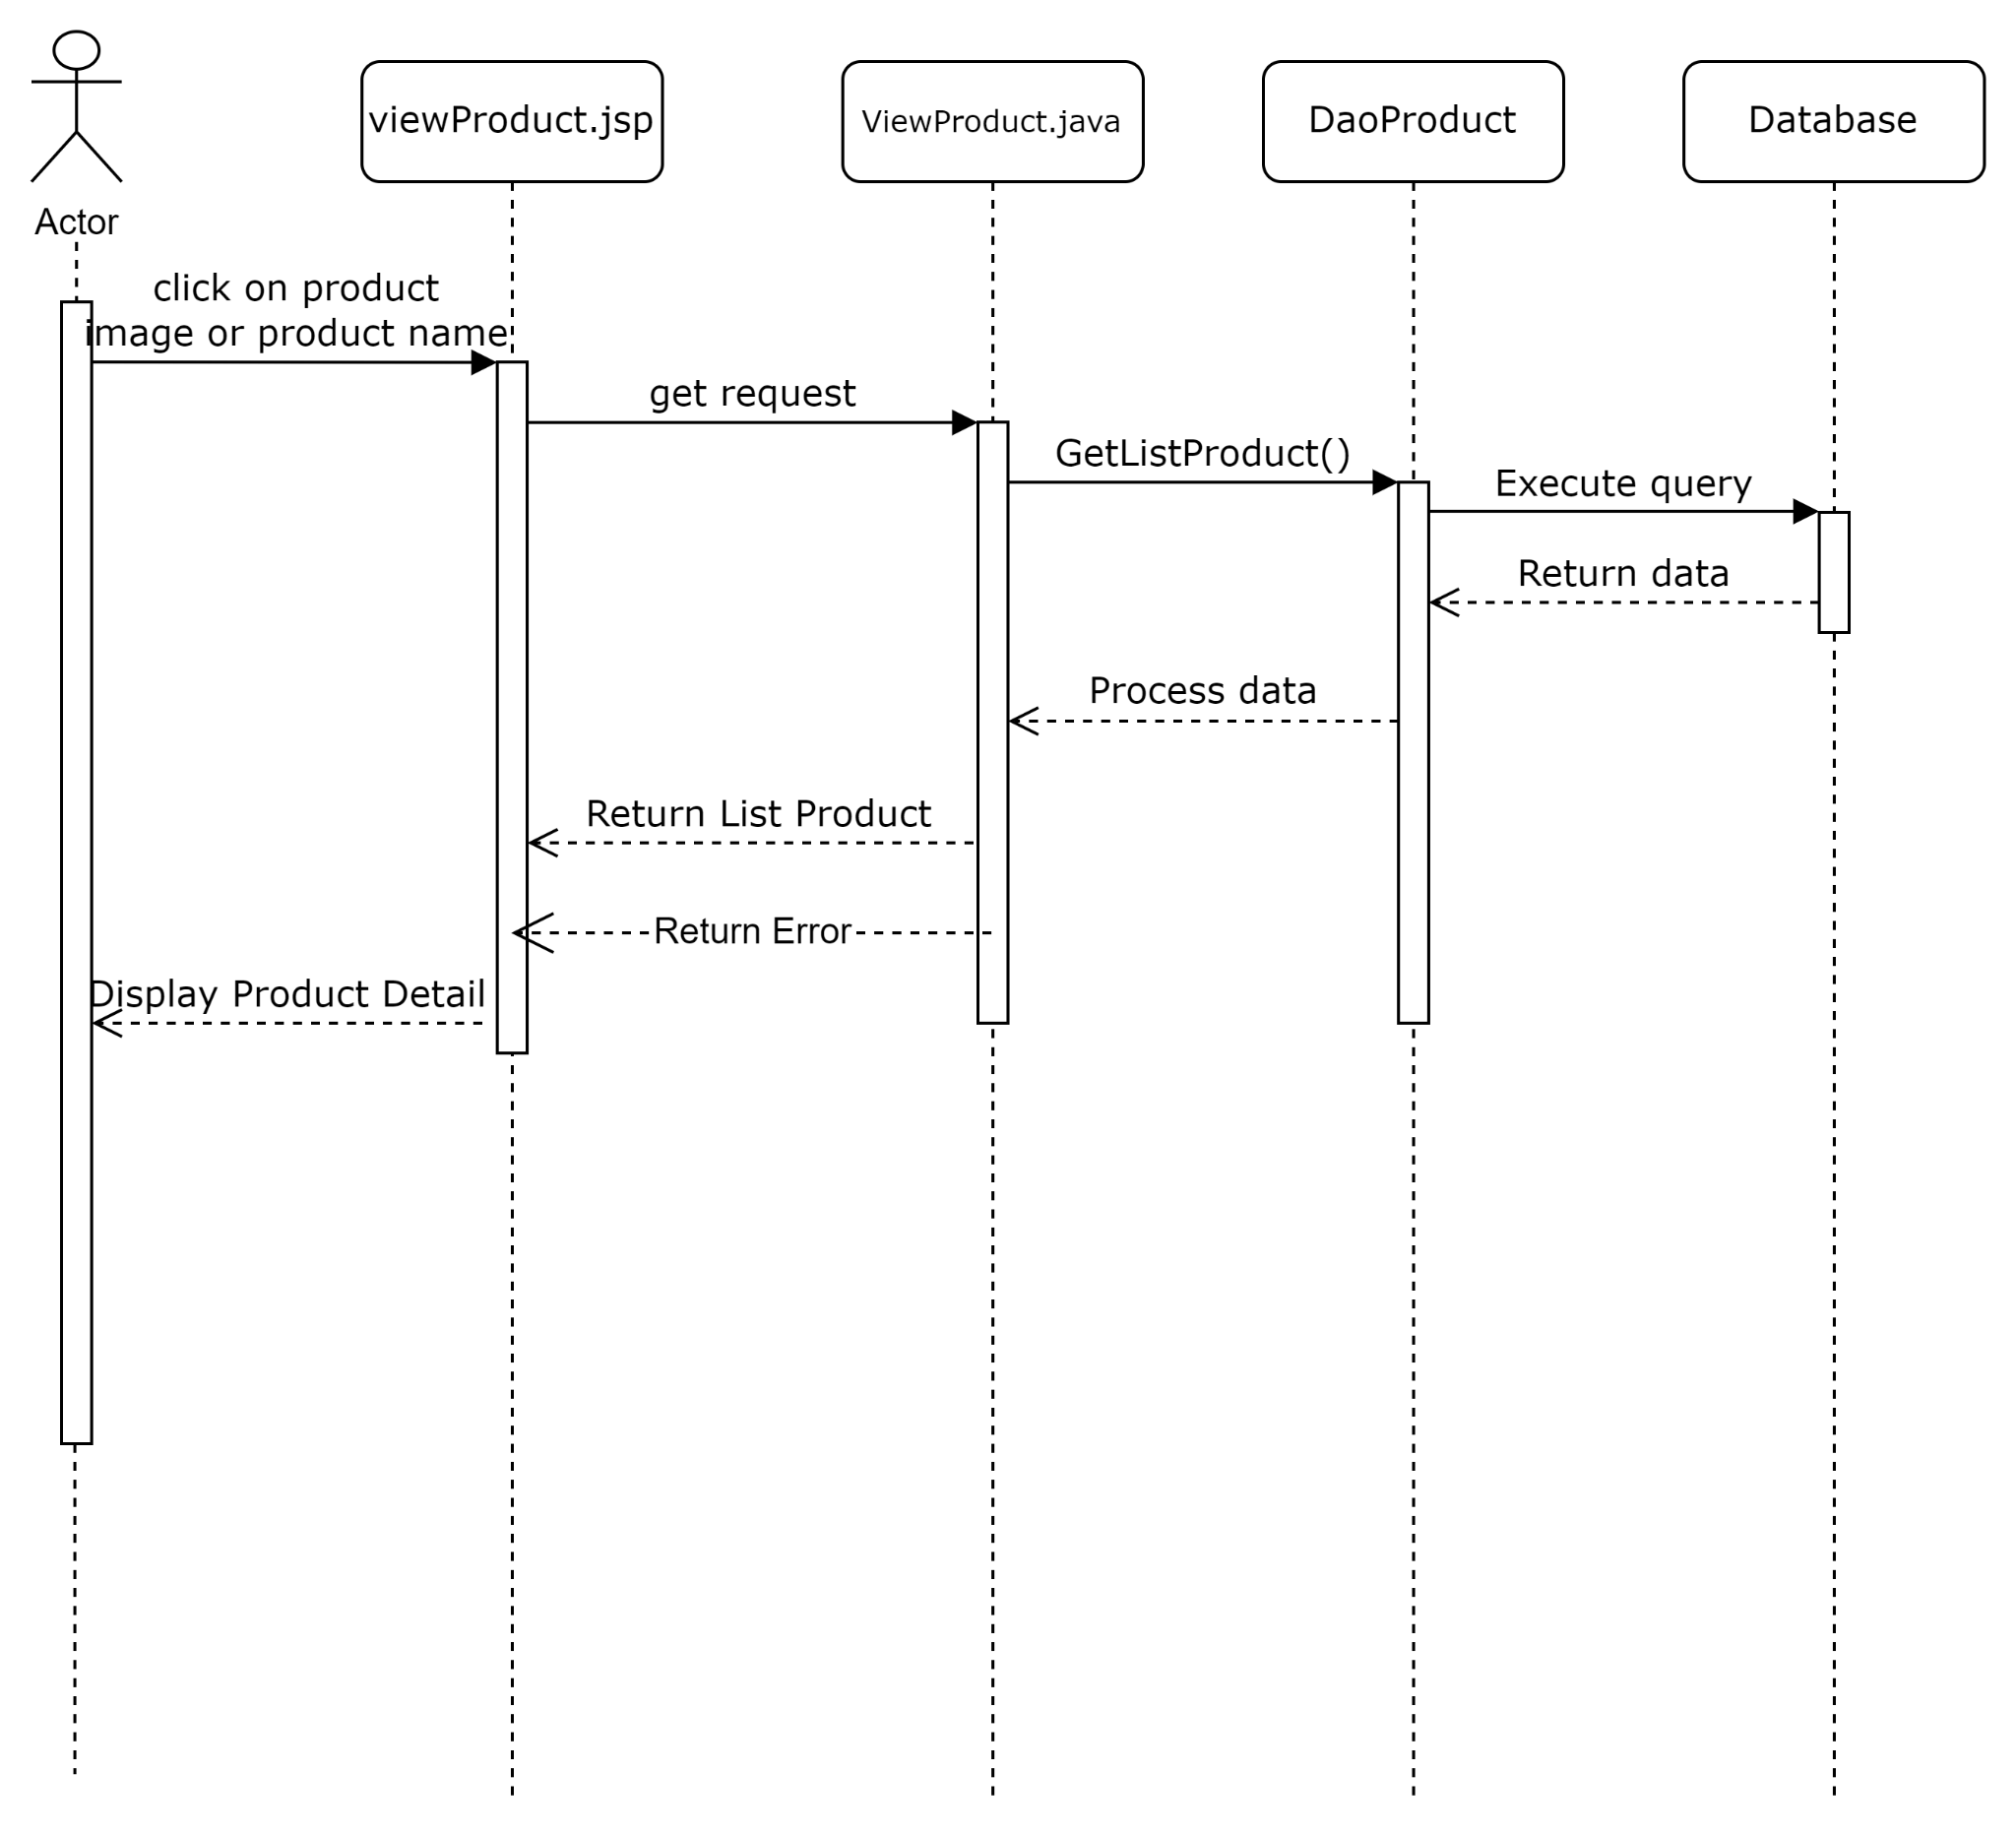 viewProduct.jsp
ViewProduct.java
DaoProduct
Database
Actor
click on product
image or product name
get request
GetListProduct()
Execute query
Return data
Process data
Return List Product
Return Error
Display Product Detail